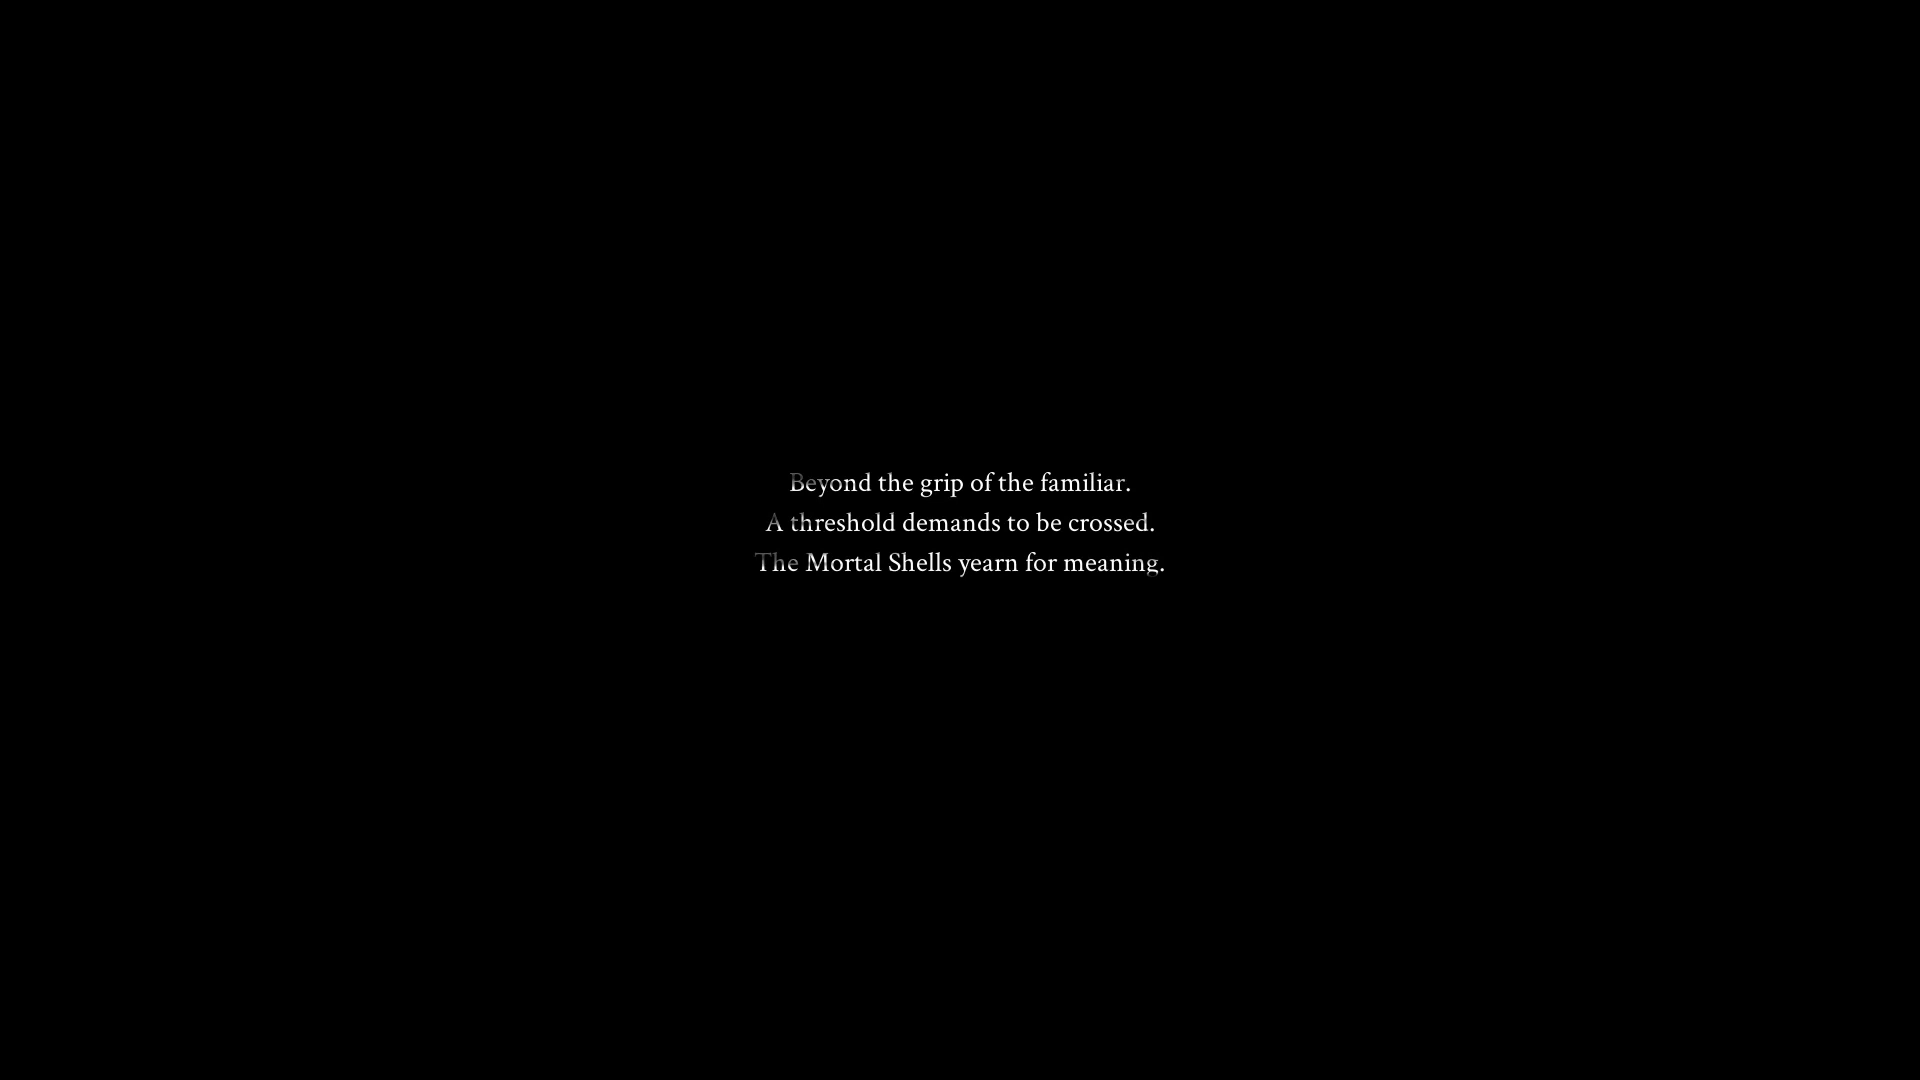 Beyond the grip of the familiar.
A threshold demands to be crossed.
The Mortal Shells yearn for meaning.